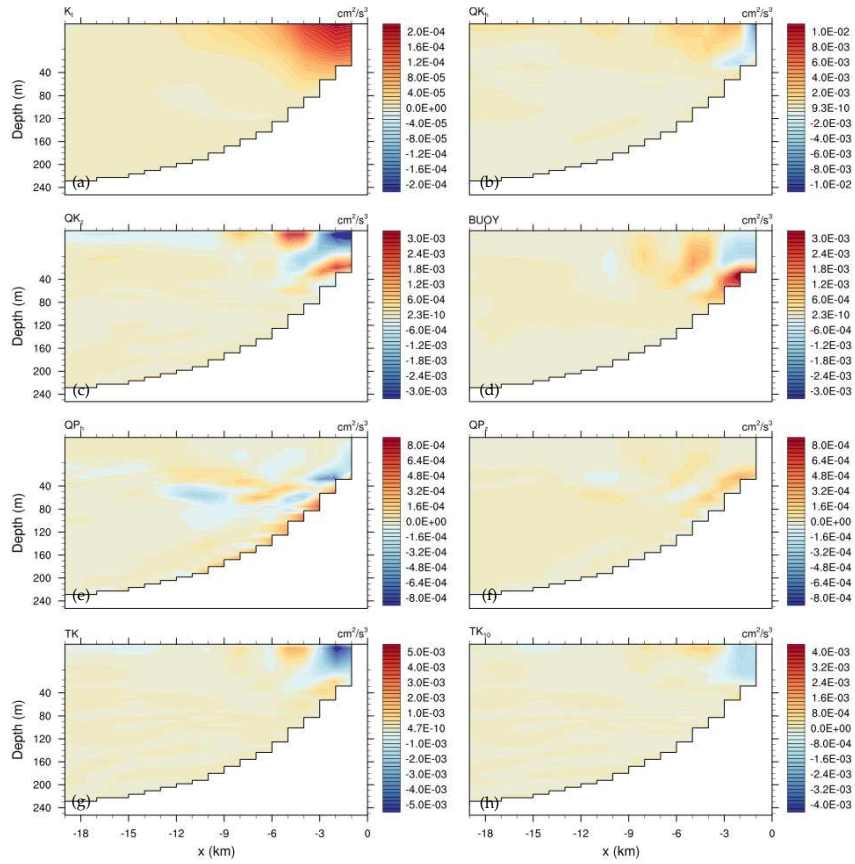 Kt cm²/s³
2.0E-04
1.6E-04
1.2E-04
8.0E-05
4.0E-05
0.0E+00
-4.0E-05
-8.0E-05
-1.2E-04
-1.6E-04
-2.0E-04
Depth (m)
40
80
120
160
200
240
(a)
QKh cm²/s³
1.0E-02
8.0E-03
6.0E-03
4.0E-03
2.0E-03
9.3E-10
-2.0E-03
-4.0E-03
-6.0E-03
-8.0E-03
-1.0E-02
(b)
QKz cm²/s³
3.0E-03
2.4E-03
1.8E-03
1.2E-03
6.0E-04
2.3E-10
-6.0E-04
-1.2E-03
-1.8E-03
-2.4E-03
-3.0E-03
Depth (m)
40
80
120
160
200
240
(c)
BUOY cm²/s³
3.0E-03
2.4E-03
1.8E-03
1.2E-03
6.0E-04
2.3E-10
-6.0E-04
-1.2E-03
-1.8E-03
-2.4E-03
-3.0E-03
(d)
QPh cm²/s³
8.0E-04
6.4E-04
4.8E-04
3.2E-04
1.6E-04
0.0E+00
-1.6E-04
-3.2E-04
-4.8E-04
-6.4E-04
-8.0E-04
Depth (m)
40
80
120
160
200
240
(e)
QPz cm²/s³
8.0E-04
6.4E-04
4.8E-04
3.2E-04
1.6E-04
0.0E+00
-1.6E-04
-3.2E-04
-4.8E-04
-6.4E-04
-8.0E-04
(f)
TK cm²/s³
5.0E-03
4.0E-03
3.0E-03
2.0E-03
1.0E-03
4.7E-10
-1.0E-03
-2.0E-03
-3.0E-03
-4.0E-03
-5.0E-03
Depth (m)
40
80
120
160
200
240
(g)
-18 -15 -12 -9 -6 -3 0
x (km)
TK10 cm²/s³
4.0E-03
3.2E-03
2.4E-03
1.6E-03
8.0E-04
0.0E+00
-8.0E-04
-1.6E-03
-2.4E-03
-3.2E-03
-4.0E-03
(h)
-18 -15 -12 -9 -6 -3 0
x (km)